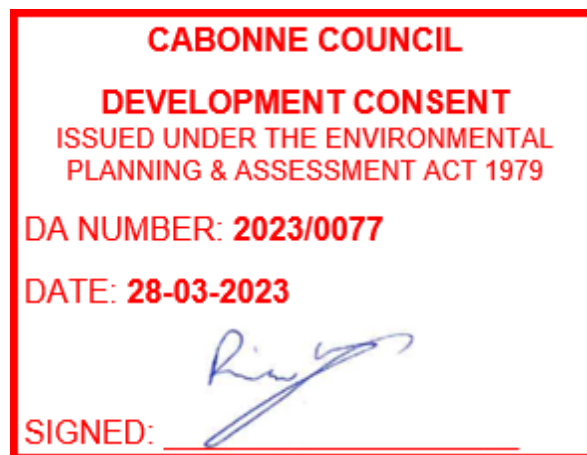 CABONNE COUNCIL
DEVELOPMENT CONSENT
ISSUED UNDER THE ENVIRONMENTAL
PLANNING & ASSESSMENT ACT 1979
DA NUMBER: 2023/0077
DATE: 28-03-2023
SIGNED: